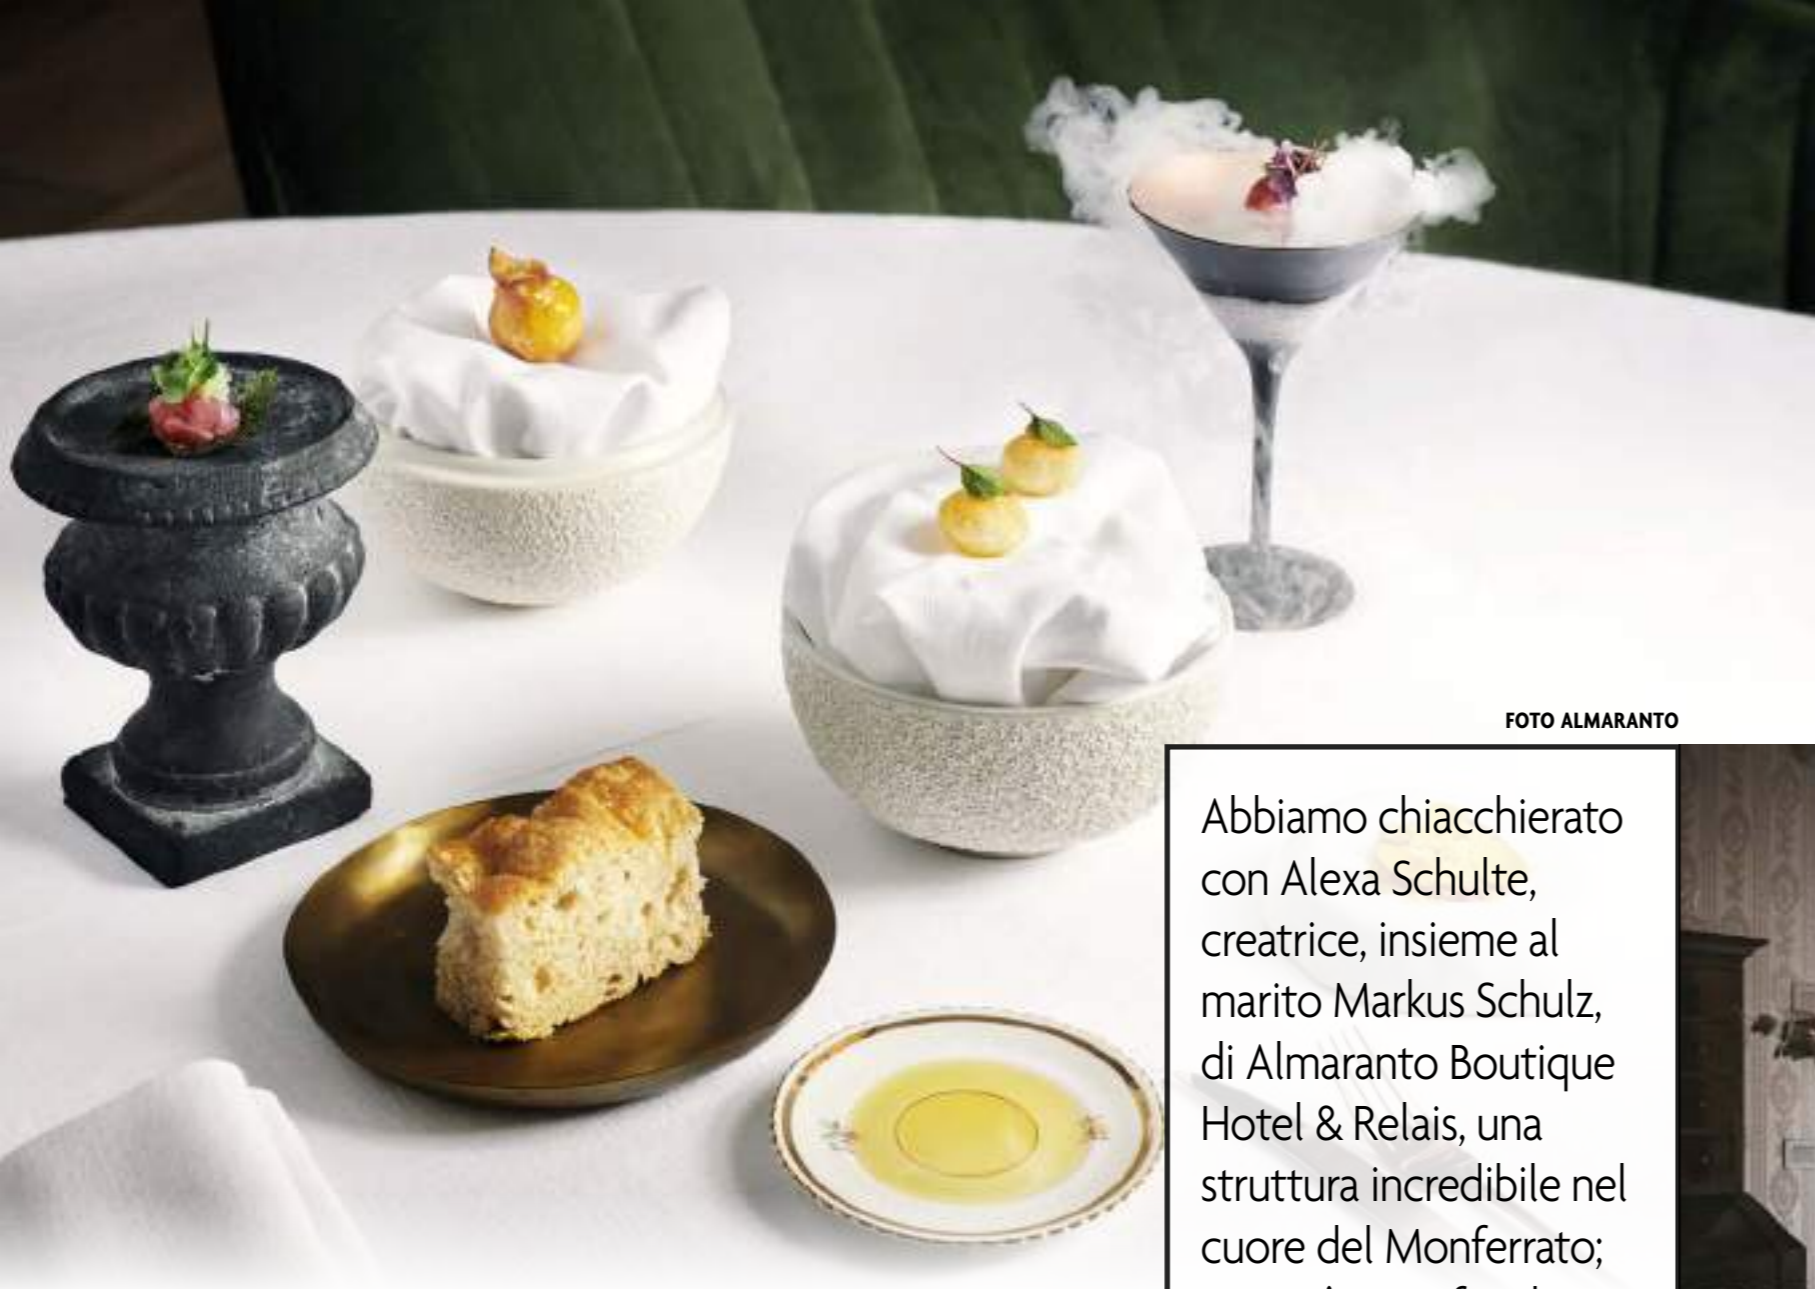 FOTO ALMARANTO
Abbiamo chiacchierato
con Alexa Schulte,
creatrice, insieme al
marito Markus Schulz,
di Almaranto Boutique
Hotel & Relais, una
struttura incredibile nel
cuore del Monferrato;